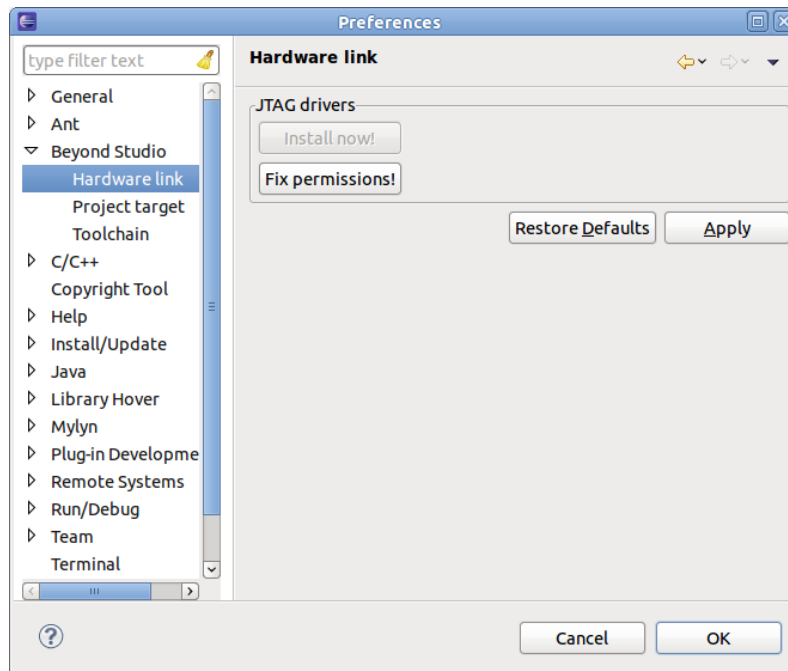 Preferences
type filter text
General
Ant
Beyond Studio
Hardware link
Project target
Toolchain
C/C++
Copyright Tool
Help
Install/Update
Java
Library Hover
Mylyn
Plug-in Developme
Remote Systems
Run/Debug
Team
Terminal
Hardware link
JTAG drivers
Install now!
Fix permissions!
Restore Defaults Apply
Cancel OK